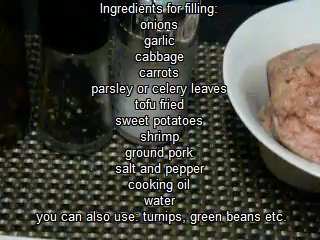 Ingredients for filling:
onions
garlic
cabbage
carrots
parsley or celery leaves
tofu fried
sweet potatoes
shrimp
ground pork
salt and pepper
cooking oil
water
you can also use: turnips, green beans etc.